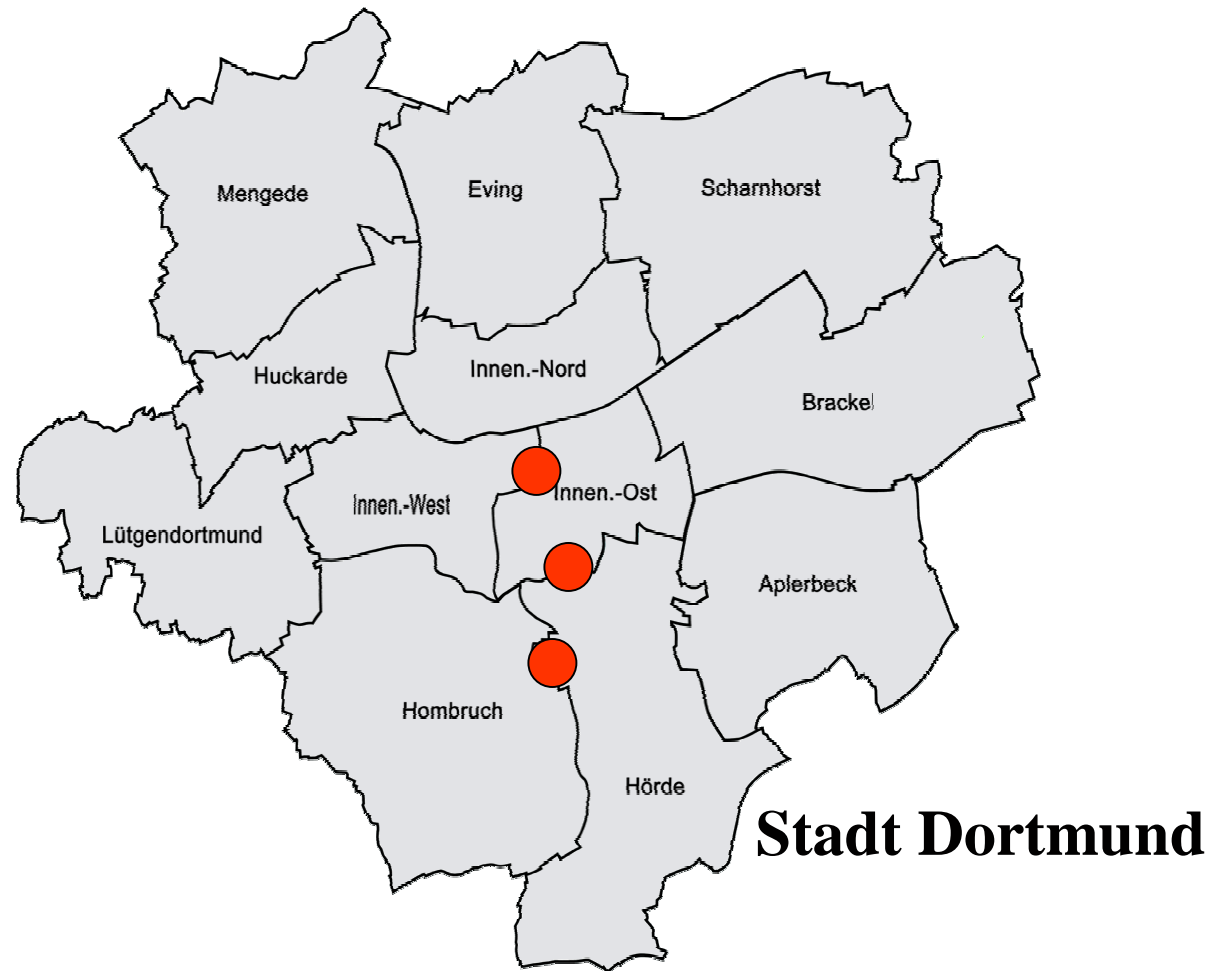 Mengede
Eving
Scharnhorst
Huckarde
Innen.-Nord
Brackel
Lütgendortmund
Innen.-West
Innen.-Ost
Aplerbeck
Hombruch
Hörde
Stadt Dortmund